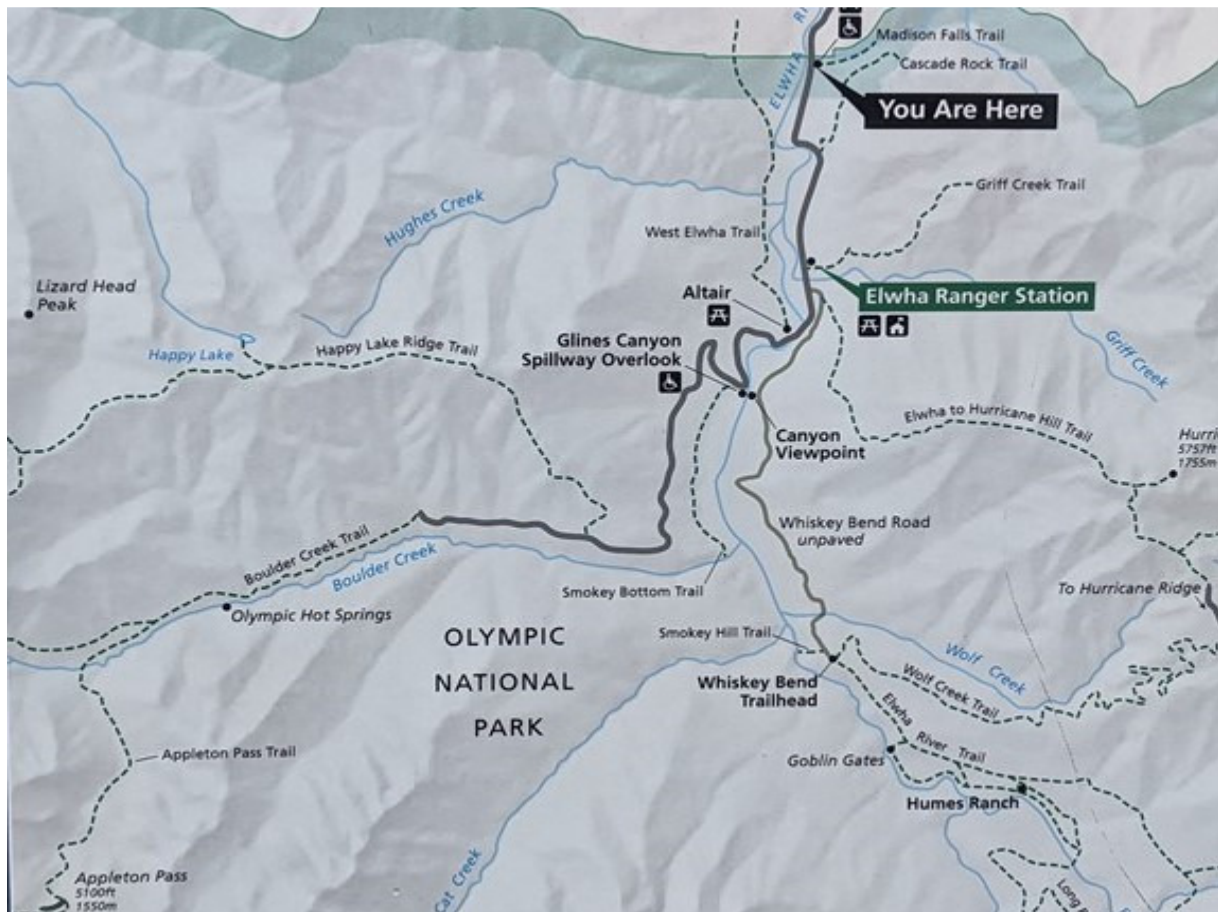 ELWHA
Madison Falls Trail
Cascade Rock Trail
You Are Here
Griff Creek Trail
Hughes Creek
West Elwha Trail
Lizard Head
Peak
Elwha Ranger Station
Altair
Glines Canyon
Spillway Overlook
Happy Lake
Happy Lake Ridge Trail
Griff Creek
Elwha to Hurricane Hill Trail
Canyon
Viewpoint
5757ft
1755m
Whiskey Bend Road
unpaved
Boulder Creek Trail
Boulder Creek
Smokey Bottom Trail
To Hurricane Ridge
Olympic Hot Springs
OLYMPIC
NATIONAL
PARK
Smokey Hill Trail
Wolf Creek
Wolf Creek Trail
Whiskey Bend
Trailhead
Elwha River Trail
Appleton Pass Trail
Goblin Gates
Humes Ranch
Appleton Pass
5100ft
1550m
Cat Creek
Long